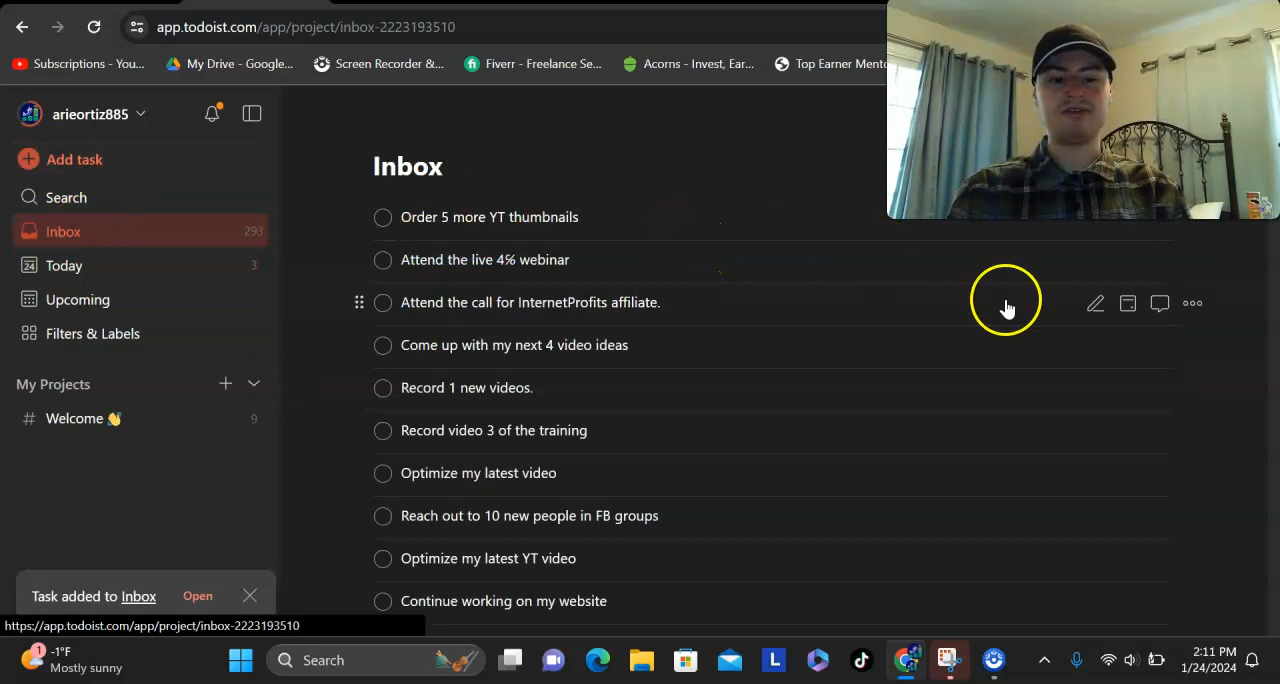 app.todoist.com/app/project/inbox-2223193510
Subscriptions - You...
My Drive - Google...
Screen Recorder &...
Fiverr - Freelance Se...
Acorns - Invest, Ear...
Top Earner Mento
arieortiz885
Add task
Search
Inbox 293
24 Today 3
Upcoming
Filters & Labels
My Projects
# Welcome 👋 9
Inbox
Order 5 more YT thumbnails
Attend the live 4% webinar
Attend the call for InternetProfits affiliate.
Come up with my next 4 video ideas
Record 1 new videos.
Record video 3 of the training
Optimize my latest video
Reach out to 10 new people in FB groups
Optimize my latest YT video
Continue working on my website
Task added to Inbox Open
https://app.todoist.com/app/project/inbox-2223193510
1
-1°F
Mostly sunny
Search
L
2:11 PM
1/24/2024